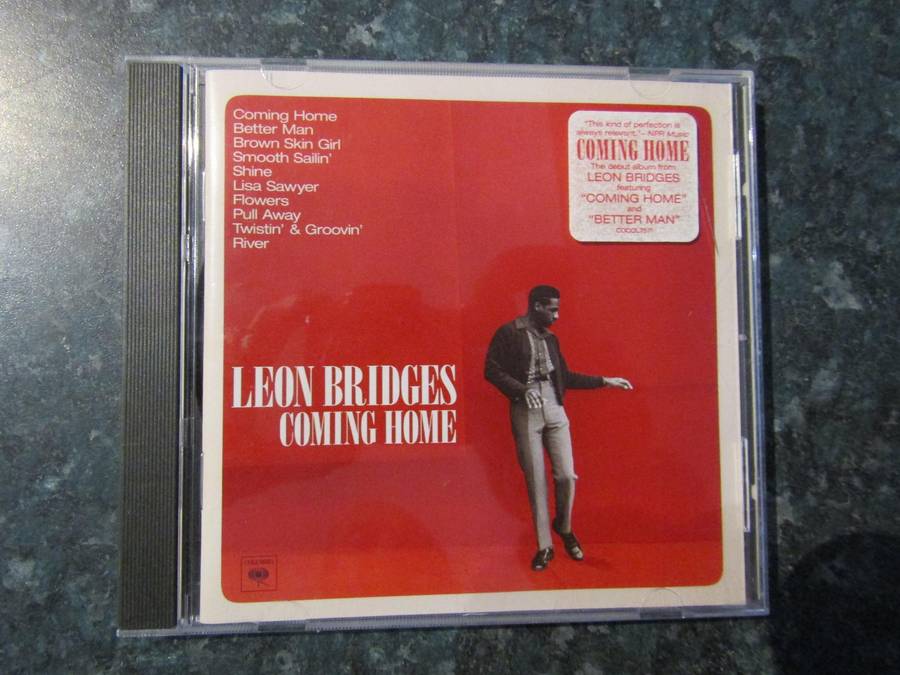 Coming Home
Better Man
Brown Skin Girl
Smooth Sailin'
Shine
Lisa Sawyer
Flowers
Pull Away
Twistin' & Groovin'
River
"This kind of perfection is
always relevant." – NPR Music
COMING HOME
The debut album from
LEON BRIDGES
featuring
"COMING HOME"
and
"BETTER MAN"
LEON BRIDGES
COMING HOME
COLUMBIA